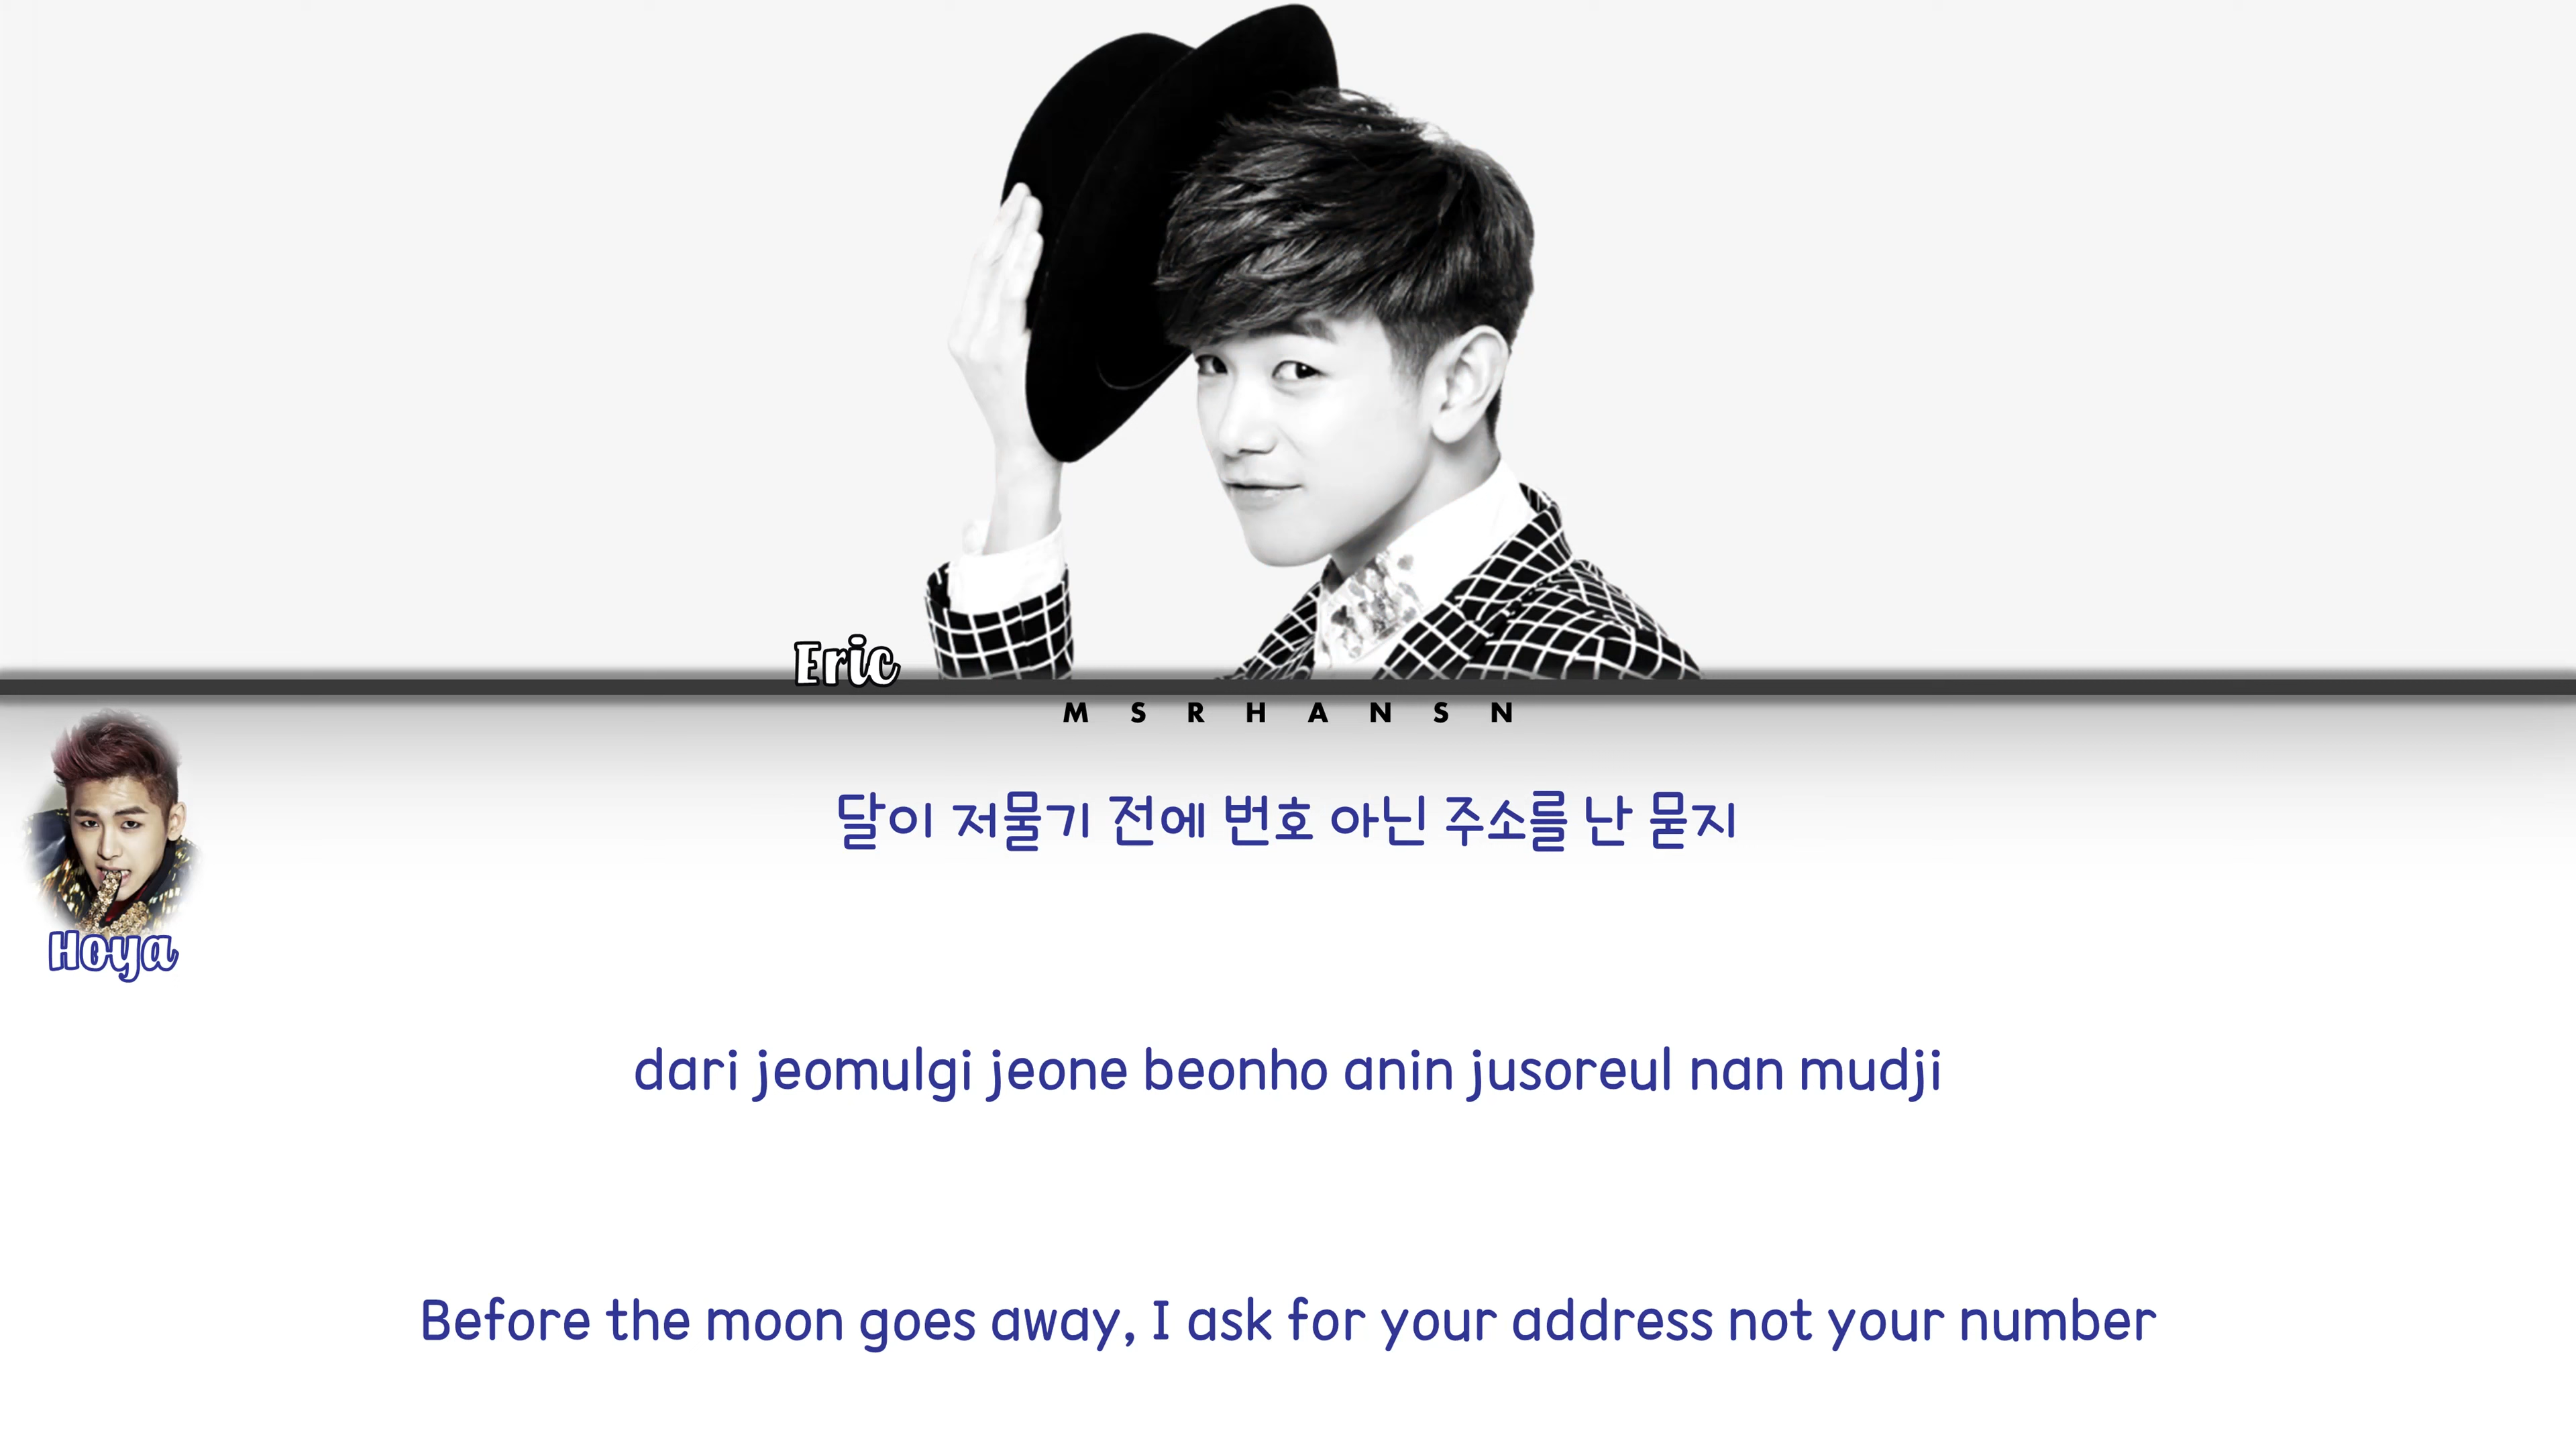 Eric
MSRHANSN
달이 저물기 전에 번호 아닌 주소를 난 묻지
Hoya
dari jeomulgi jeone beonho anin jusoreul nan mudji
Before the moon goes away, I ask for your address not your number